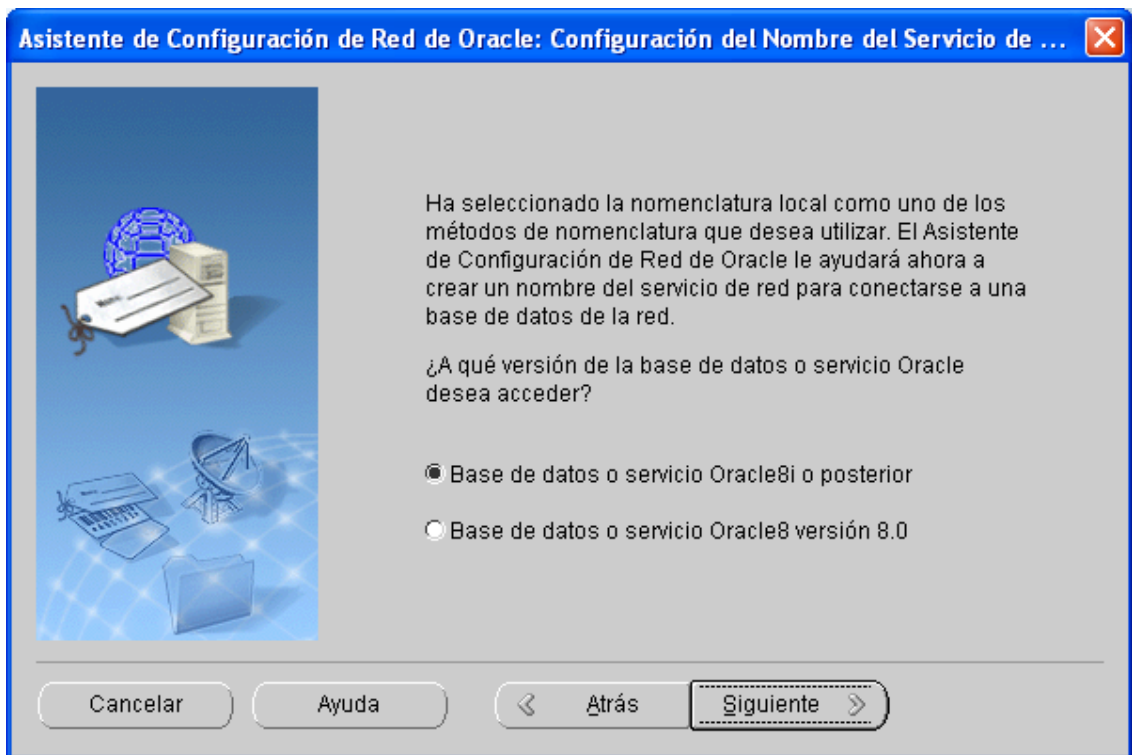 Asistente de Configuración de Red de Oracle: Configuración del Nombre del Servicio de ...
Ha seleccionado la nomenclatura local como uno de los
métodos de nomenclatura que desea utilizar. El Asistente
de Configuración de Red de Oracle le ayudará ahora a
crear un nombre del servicio de red para conectarse a una
base de datos de la red.
¿A qué versión de la base de datos o servicio Oracle
desea acceder?
Base de datos o servicio Oracle8i o posterior
Base de datos o servicio Oracle8 versión 8.0
Cancelar
Ayuda
Atrás
Siguiente